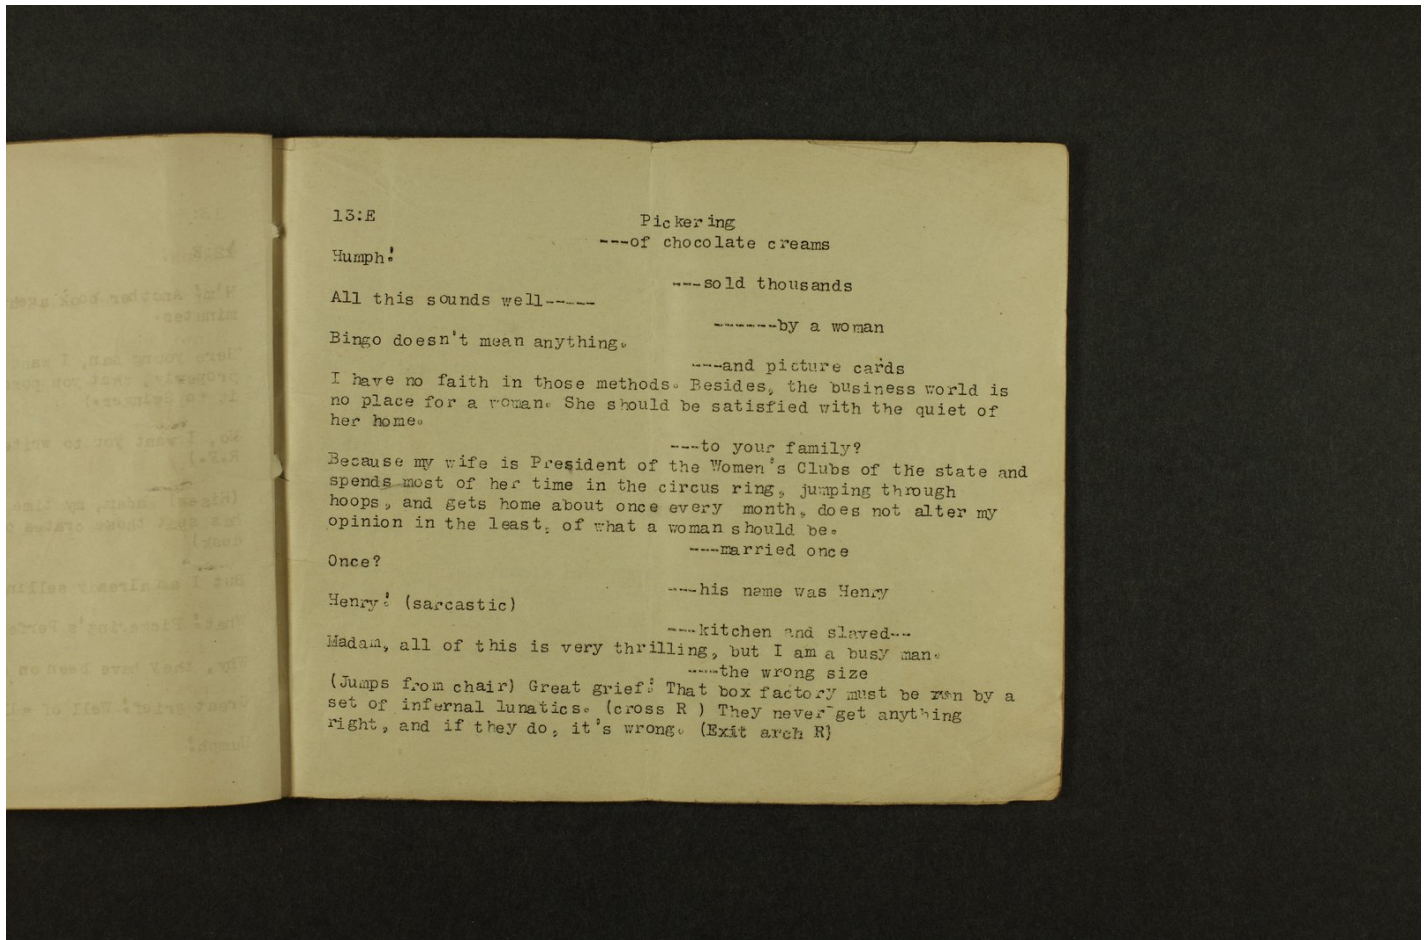 13:E
Pickering
---of chocolate creams
Humph!
---sold thousands
All this sounds well-----
------by a woman
Bingo doesn't mean anything.
---and picture cards
I have no faith in those methods. Besides, the business world is
no place for a woman. She should be satisfied with the quiet of
her home.
---to your family?
Because my wife is President of the Women's Clubs of the state and
spends most of her time in the circus ring, jumping through
hoops, and gets home about once every month, does not alter my
opinion in the least, of what a woman should be.
---married once
Once?
---his name was Henry
Henry! (sarcastic)
---kitchen and slaved--
Madam, all of this is very thrilling, but I am a busy man.
---the wrong size
(Jumps from chair) Great grief! That box factory must be run by a
set of infernal lunatics. (cross R ) They never get anything
right, and if they do, it's wrong. (Exit arch R)